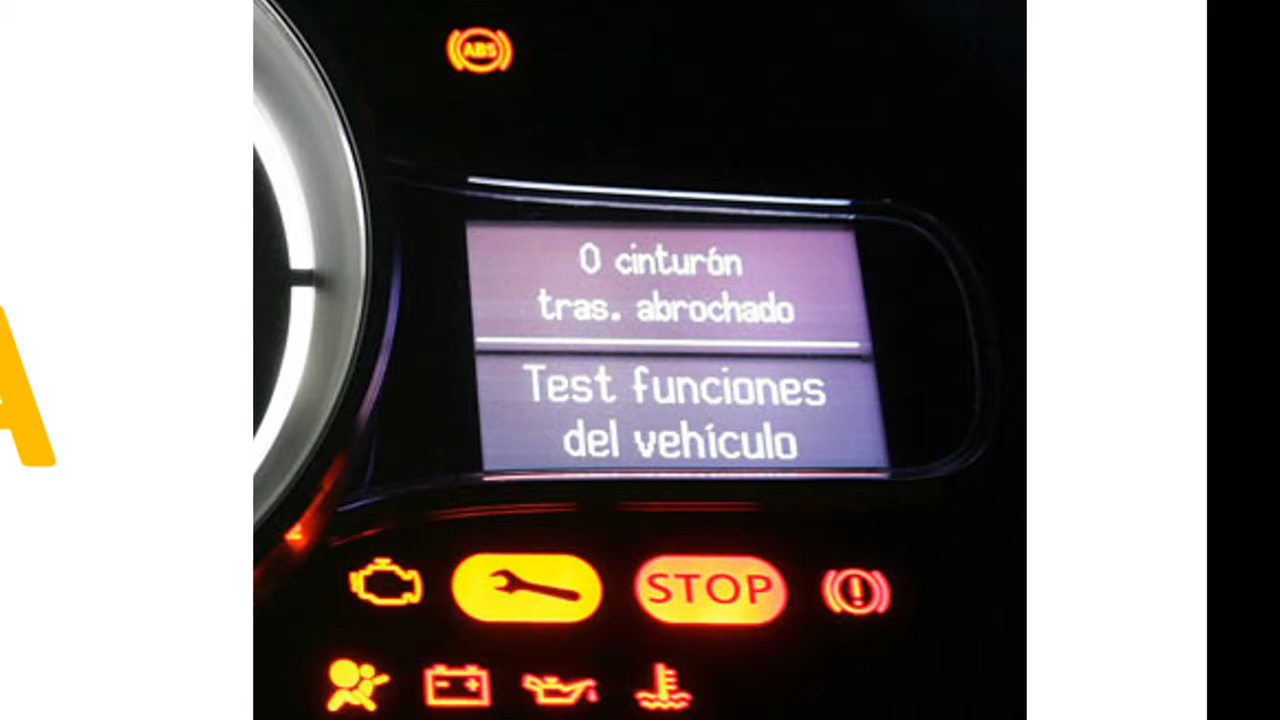 A
ABS
0 cinturón
tras. abrochado
Test funciones
del vehículo
STOP